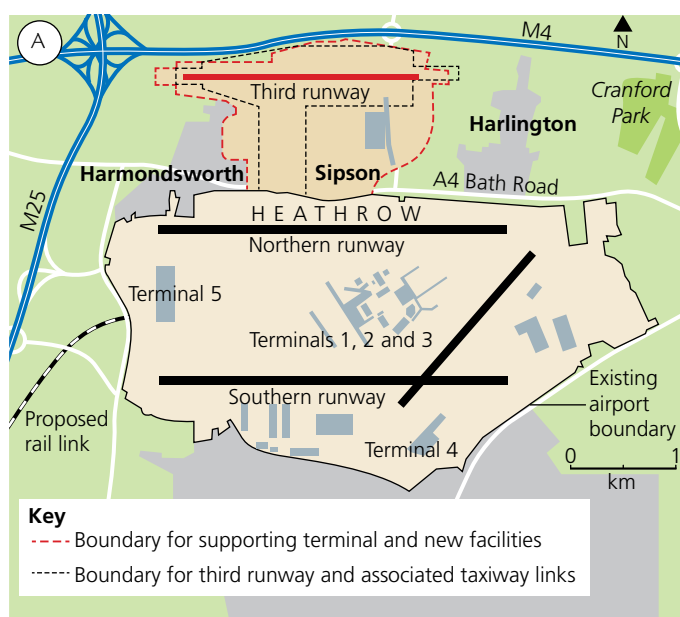 A
M4
N
Cranford
Park
Third runway
Harlington
Harmondsworth
Sipson
A4 Bath Road
M25
HEATHROW
Northern runway
Terminal 5
Terminals 1, 2 and 3
Southern runway
Existing
airport
boundary
Proposed
rail link
Terminal 4
0 1
km
Key
Boundary for supporting terminal and new facilities
Boundary for third runway and associated taxiway links